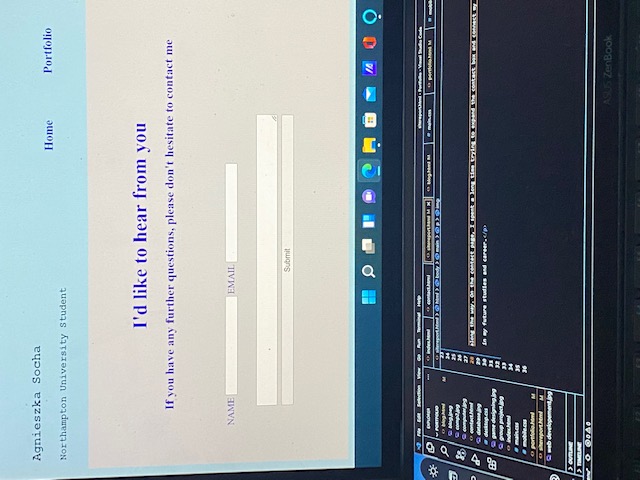 Agnieszka Socha
Home Portfolio
Northampton University Student
I'd like to hear from you
If you have any further questions, please don't hesitate to contact me
NAME EMAIL
Submit
File Edit Selection View Go Run Terminal Help
sitereport.html - Portfolio - Visual Studio Code
EXPLORER
index.html contact.html sitereport.html M blog.html M main.css portfolio.html M
PORTFOLIO
sitereport.html > html > body > main > p > img
blog.html M
blog.jpeg
comp2.jpg
computer.jpg
contact.html
database.jpg
desktop.css
game designing.jpg
group project.jpg
index.html
main.css
mobile.css
portfolio.html M
sitereport.html M
web developement.jpg
OUTLINE
TIMELINE
24
25
26
27
28 along the way. On the contact page, I spent a long time trying to expand the contact box and connect my
29
30 in my future studies and career.</p>
31
32
33
34
35
36
0 0
ASUS ZenBook